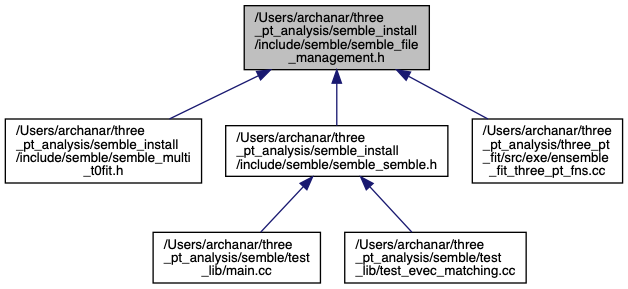 /Users/archanar/three
_pt_analysis/semble_install
/include/semble/semble_file
_management.h
/Users/archanar/three
_pt_analysis/semble_install
/include/semble/semble_multi
_t0fit.h
/Users/archanar/three
_pt_analysis/semble_install
/include/semble/semble_semble.h
/Users/archanar/three
_pt_analysis/three_pt
_fit/src/exe/ensemble
_fit_three_pt_fns.cc
/Users/archanar/three
_pt_analysis/semble/test
_lib/main.cc
/Users/archanar/three
_pt_analysis/semble/test
_lib/test_evec_matching.cc